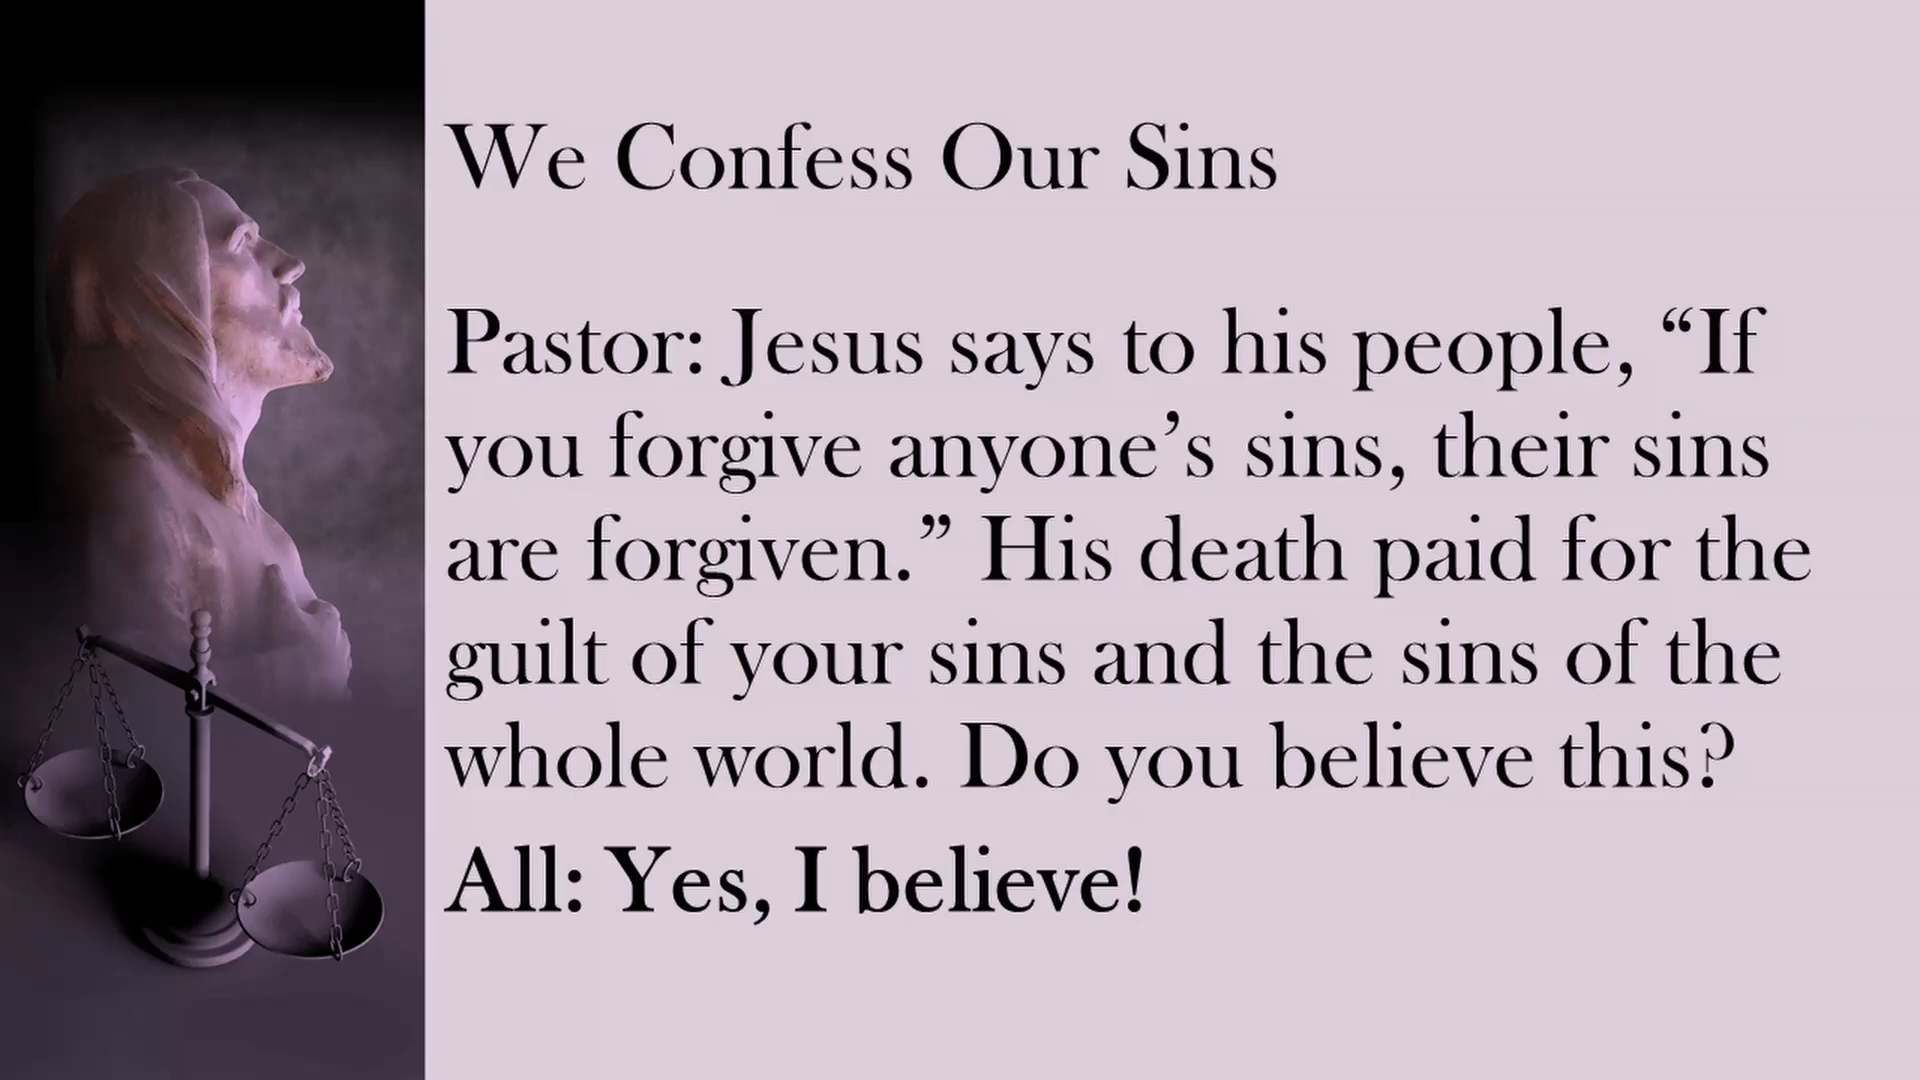 We Confess Our Sins
Pastor: Jesus says to his people, “If
you forgive anyone’s sins, their sins
are forgiven.” His death paid for the
guilt of your sins and the sins of the
whole world. Do you believe this?
All: Yes, I believe!